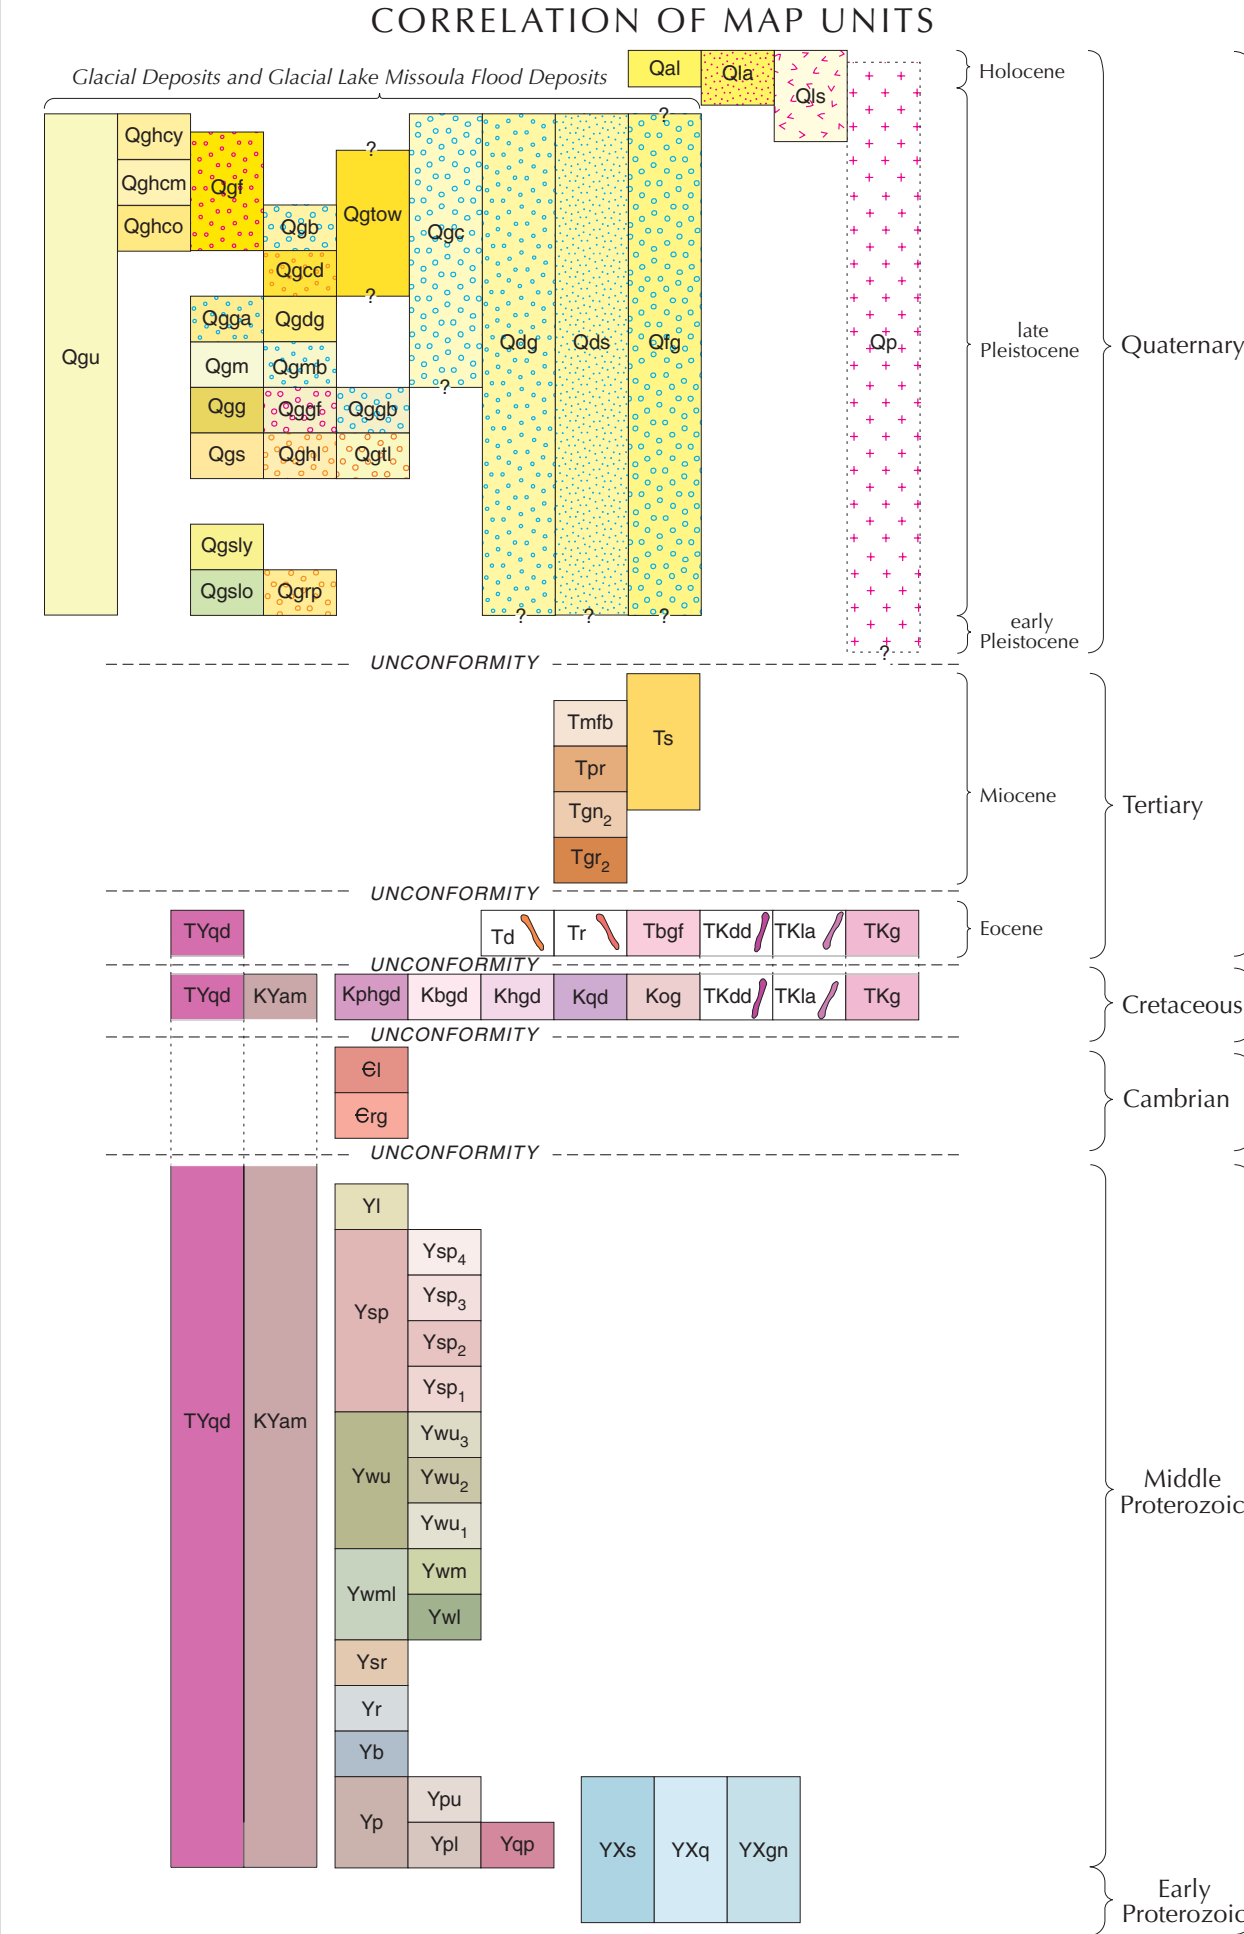 CORRELATION OF MAP UNITS
Glacial Deposits and Glacial Lake Missoula Flood Deposits
Qal
Qla
Qls
Holocene
Qghcy
Qghcm
Qghco
Qgf
?
Qgtow
?
Qgb
Qgcd
Qgc
?
Qgu
Qgga
Qgdg
Qgm
Qgmb
Qgg
Qggf
Qggb
Qgs
Qghl
Qgtl
Qgsly
Qgslo
Qgrp
Qdg
?
Qds
?
?
Qfg
?
Qp
?
late
Pleistocene
early
Pleistocene
Quaternary
UNCONFORMITY
Tmfb
Tpr
Tgn2
Tgr2
Ts
Miocene
Tertiary
UNCONFORMITY
TYqd
Td
Tr
Tbgf
TKdd
TKla
TKg
Eocene
UNCONFORMITY
TYqd
KYam
Kphgd
Kbgd
Khgd
Kqd
Kog
TKdd
TKla
TKg
Cretaceous
UNCONFORMITY
Єl
Єrg
Cambrian
UNCONFORMITY
TYqd
KYam
Yl
Ysp
Ysp4
Ysp3
Ysp2
Ysp1
Ywu
Ywu3
Ywu2
Ywu1
Ywml
Ywm
Ywl
Ysr
Yr
Yb
Yp
Ypu
Ypl
Yqp
YXs
YXq
YXgn
Middle
Proterozoic
Early
Proterozoic